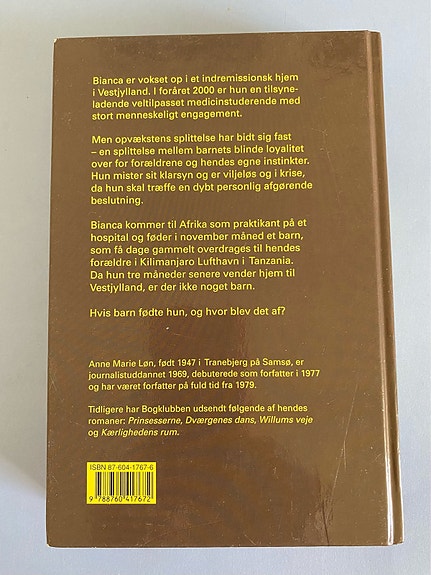 Bianca er vokset op i et indremissionsk hjem
i Vestjylland. I foråret 2000 er hun en tilsyne-
ladende veltilpasset medicinstuderende med
stort menneskeligt engagement.
Men opvækstens splittelse har bidt sig fast
– en splittelse mellem barnets blinde loyalitet
over for forældrene og hendes egne instinkter.
Hun mister sit klarsyn og er viljeløs og i krise,
da hun skal træffe en dybt personlig afgørende
beslutning.
Bianca kommer til Afrika som praktikant på et
hospital og føder i november måned et barn,
som få dage gammelt overdrages til hendes
forældre i Kilimanjaro Lufthavn i Tanzania.
Da hun tre måneder senere vender hjem til
Vestjylland, er der ikke noget barn.
Hvis barn fødte hun, og hvor blev det af?
Anne Marie Løn, født 1947 i Tranebjerg på Samsø, er
journalistuddannet 1969, debuterede som forfatter i 1977
og har været forfatter på fuld tid fra 1979.
Tidligere har Bogklubben udsendt følgende af hendes
romaner: Prinsesserne, Dværgenes dans, Willums veje
og Kærlighedens rum.
ISBN 87-604-1767-6
9 788760 417672